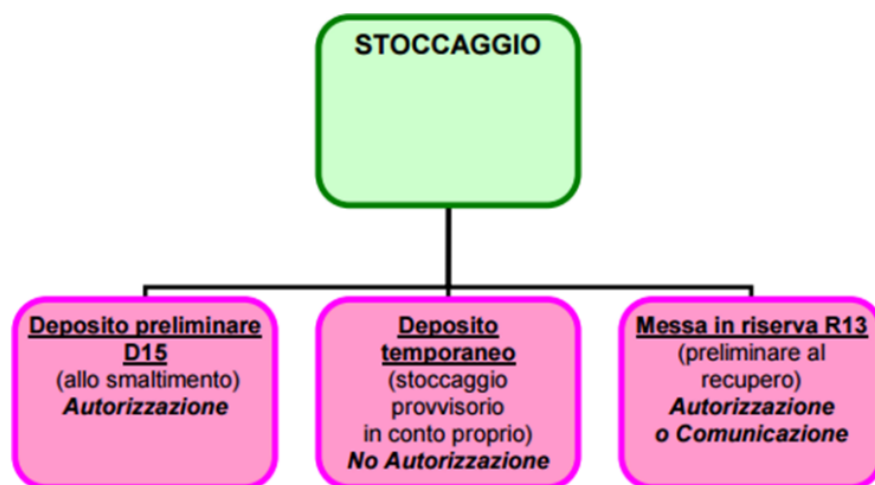 STOCCAGGIO
Deposito preliminare
D15
(allo smaltimento)
Autorizzazione
Deposito
temporaneo
(stoccaggio
provvisorio
in conto proprio)
No Autorizzazione
Messa in riserva R13
(preliminare al
recupero)
Autorizzazione
o Comunicazione